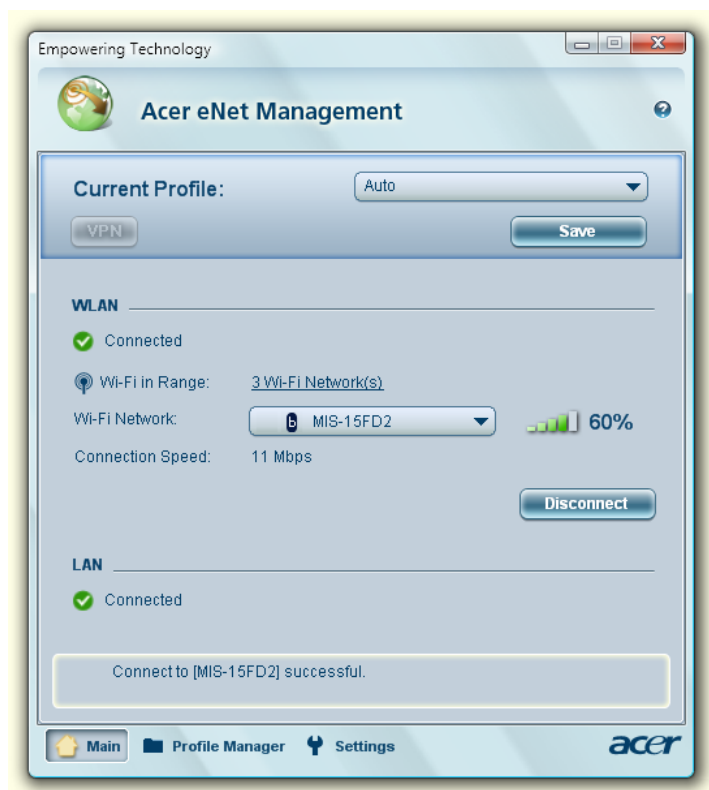 Empowering Technology
Acer eNet Management
Current Profile:
Auto
VPN
Save
WLAN
Connected
Wi-Fi in Range: 3 Wi-Fi Network(s)
Wi-Fi Network: b MIS-15FD2 60%
Connection Speed: 11 Mbps
Disconnect
LAN
Connected
Connect to [MIS-15FD2] successful.
Main Profile Manager Settings acer